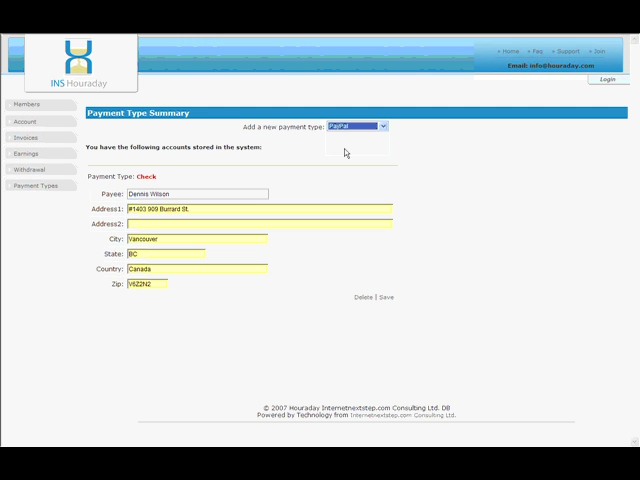 Home Faq Support Join
Email: info@houraday.com
INS Houraday
Login
Members
Account
Invoices
Earnings
Withdrawal
Payment Types
Payment Type Summary
Add a new payment type: PayPal
You have the following accounts stored in the system:
Payment Type: Check
Payee: Dennis Wilson
Address1: #1403 909 Burrard St.
Address2:
City: Vancouver
State: BC
Country: Canada
Zip: V6Z2N2
Delete | Save
© 2007 Houraday Internetnextstep.com Consulting Ltd. DB
Powered by Technology from Internetnextstep.com Consulting Ltd.